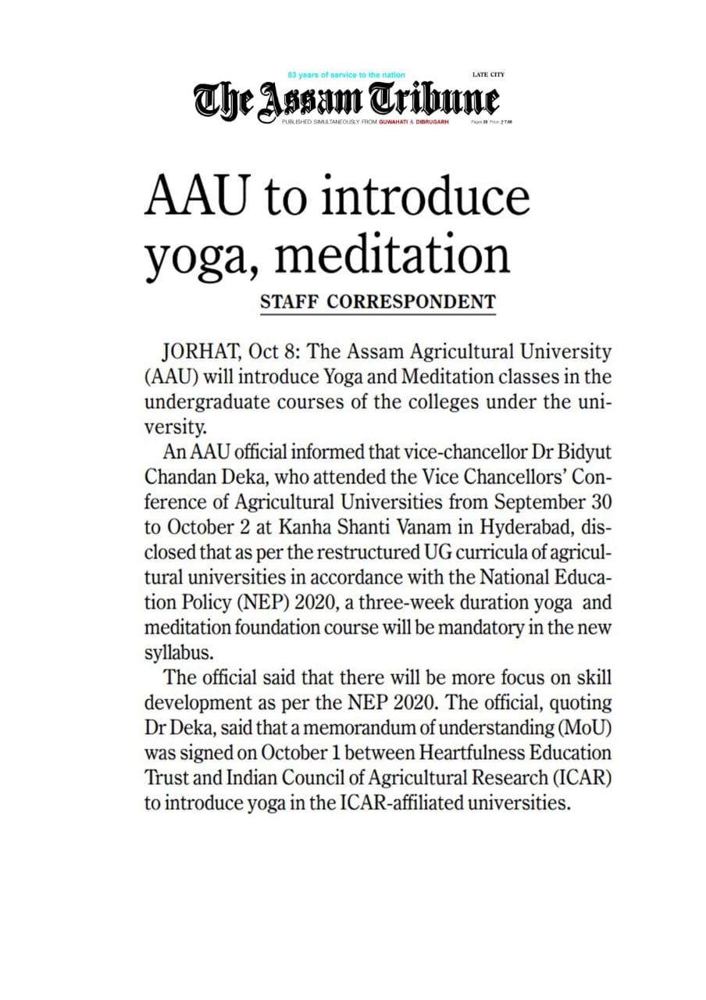 83 years of service to the nation
LATE CITY
The Assam Tribune
PUBLISHED SIMULTANEOUSLY FROM GUWAHATI & DIBRUGARH
Pages 20 Price: ₹ 7.00
AAU to introduce
yoga, meditation
STAFF CORRESPONDENT
JORHAT, Oct 8: The Assam Agricultural University
(AAU) will introduce Yoga and Meditation classes in the
undergraduate courses of the colleges under the uni-
versity.
An AAU official informed that vice-chancellor Dr Bidyut
Chandan Deka, who attended the Vice Chancellors’ Con-
ference of Agricultural Universities from September 30
to October 2 at Kanha Shanti Vanam in Hyderabad, dis-
closed that as per the restructured UG curricula of agricul-
tural universities in accordance with the National Educa-
tion Policy (NEP) 2020, a three-week duration yoga and
meditation foundation course will be mandatory in the new
syllabus.
The official said that there will be more focus on skill
development as per the NEP 2020. The official, quoting
Dr Deka, said that a memorandum of understanding (MoU)
was signed on October 1 between Heartfulness Education
Trust and Indian Council of Agricultural Research (ICAR)
to introduce yoga in the ICAR-affiliated universities.